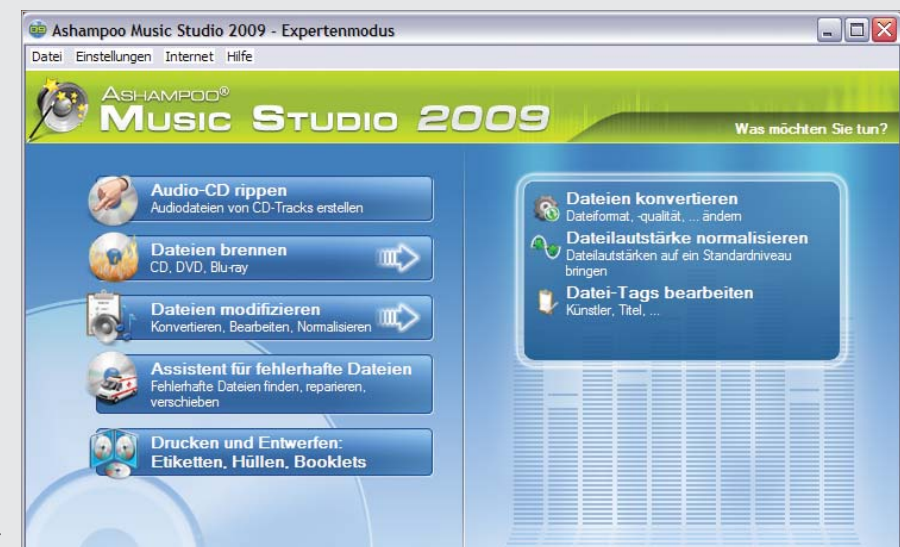 Ashampoo Music Studio 2009 - Expertenmodus
Datei Einstellungen Internet Hilfe
ASHAMPOO®
MUSIC STUDIO 2009
Was möchten Sie tun?
Audio-CD rippen
Audiodateien von CD-Tracks erstellen
Dateien brennen
CD, DVD, Blu-ray
Dateien modifizieren
Konvertieren, Bearbeiten, Normalisieren
Assistent für fehlerhafte Dateien
Fehlerhafte Dateien finden, reparieren,
verschieben
Drucken und Entwerfen:
Etiketten, Hüllen, Booklets
Dateien konvertieren
Dateiformat, -qualität, ... ändern
Dateilautstärke normalisieren
Dateilautstärken auf ein Standardniveau
bringen
Datei-Tags bearbeiten
Künstler, Titel, ...